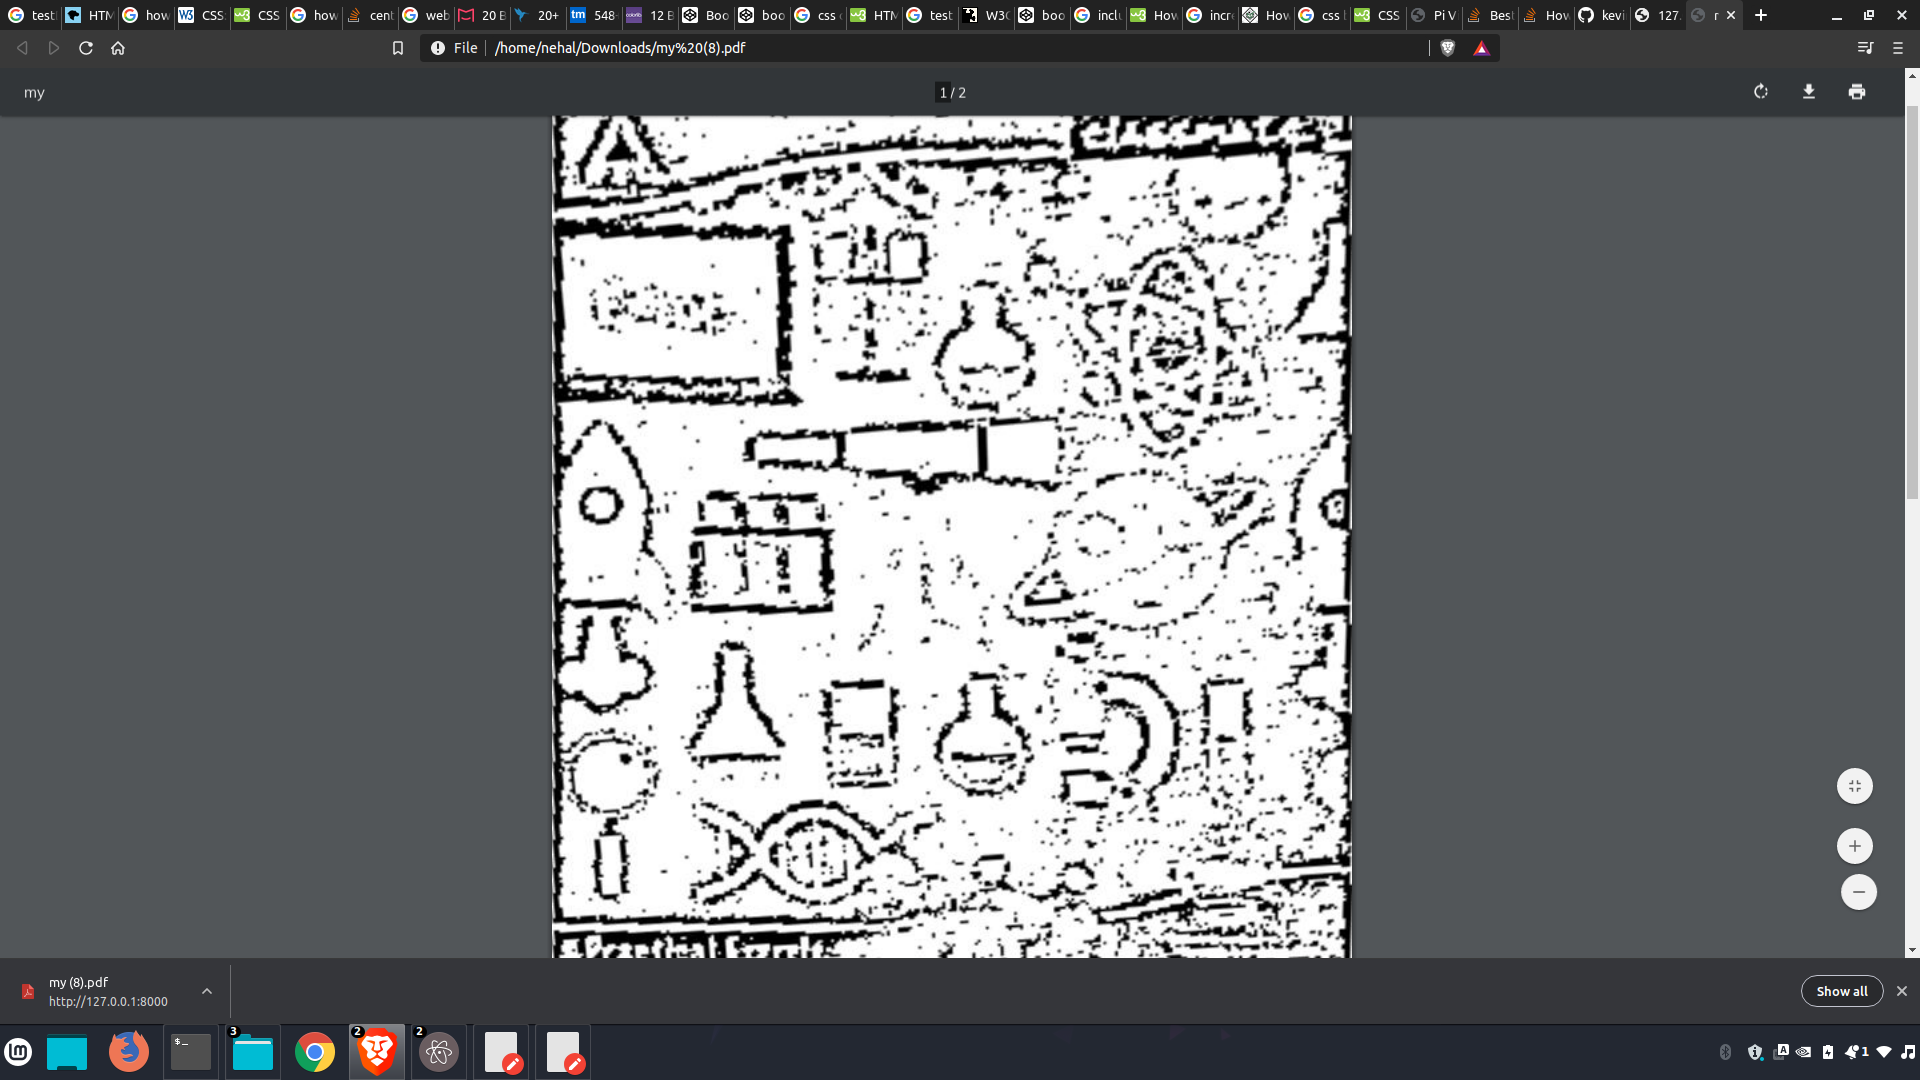 test
HTM
how
CSS
CSS
how
cent
web
20 B
20+
548-
12 B
Boo
boo
css
HTM
test
W3C
boo
inclu
How
incre
How
css
CSS
Pi V
Best
How
kevi
127.
File
/home/nehal/Downloads/my%20(8).pdf
my
1 / 2
my (8).pdf
http://127.0.0.1:8000
Show all
3
2
2
1